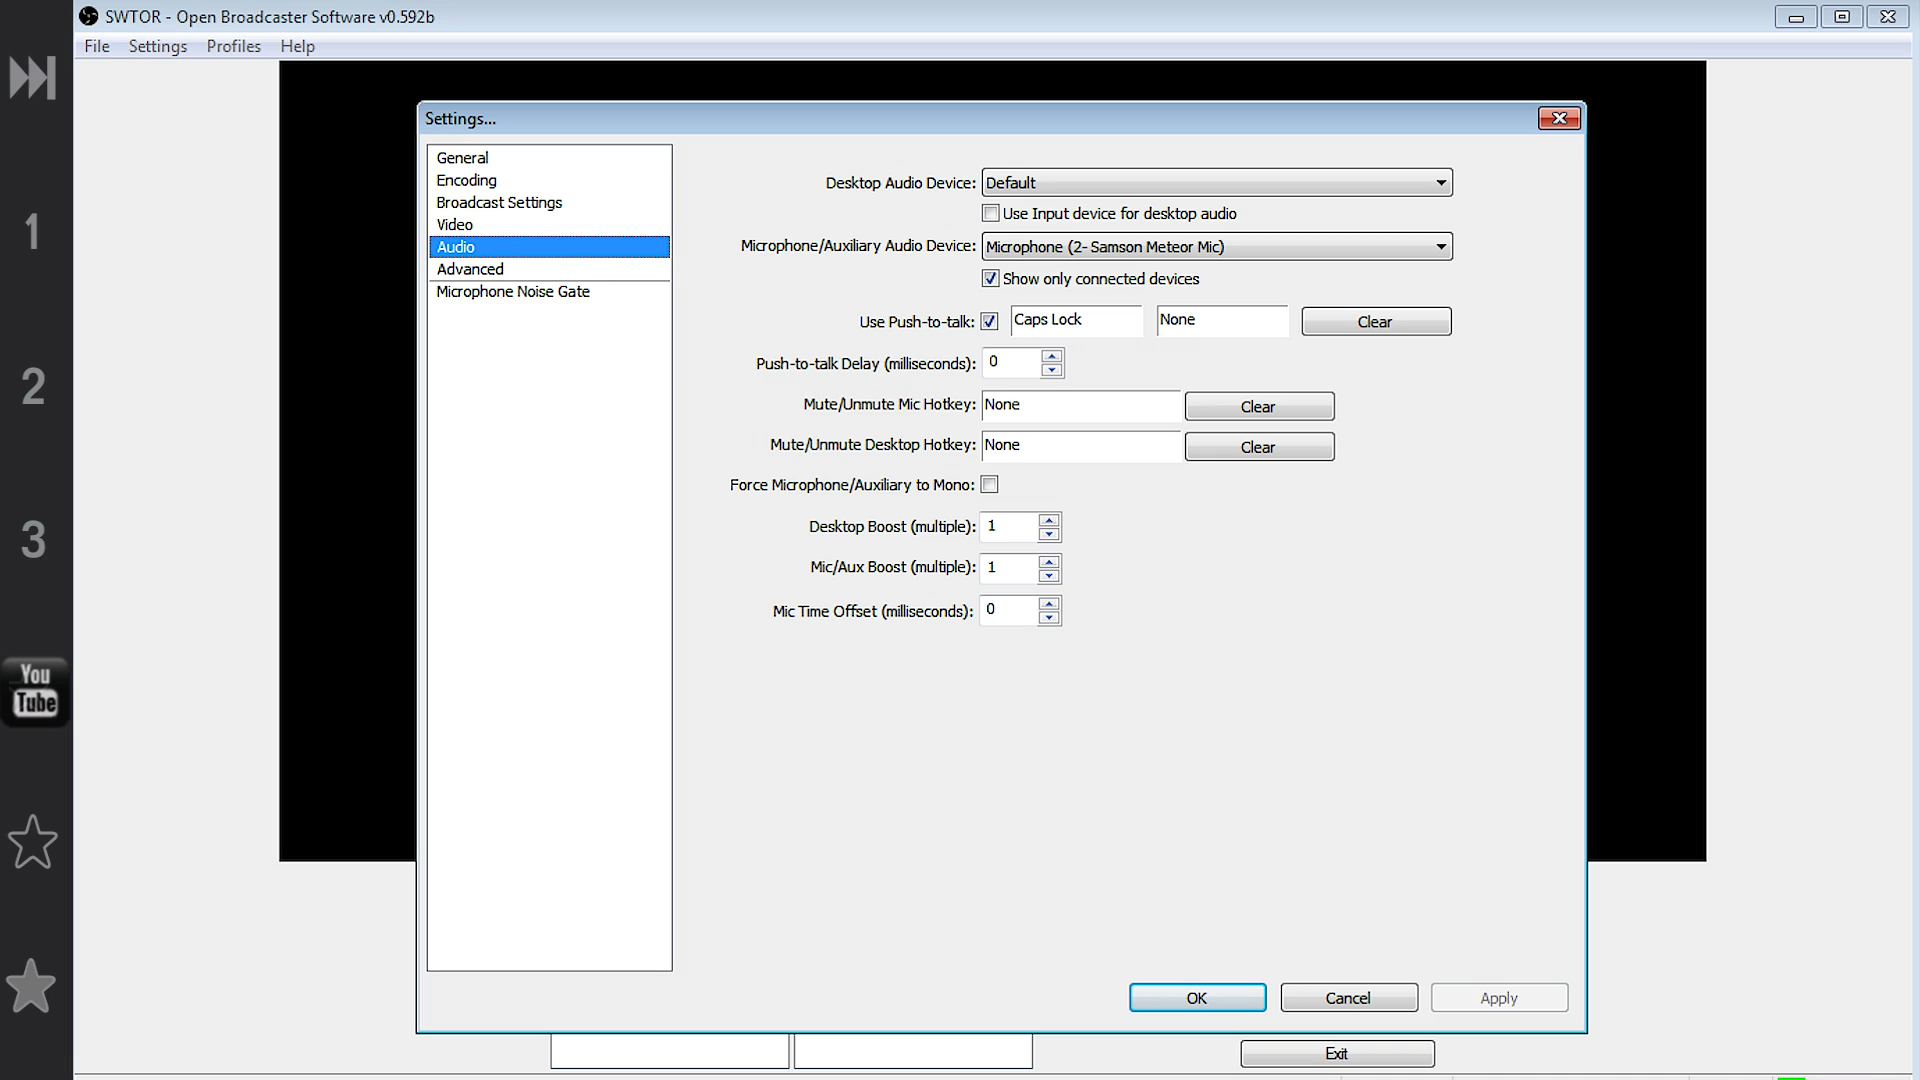 SWTOR - Open Broadcaster Software v0.592b
File Settings Profiles Help
Settings...
General
Encoding
Broadcast Settings
Video
Audio
Advanced
Microphone Noise Gate
Desktop Audio Device: Default
Use Input device for desktop audio
Microphone/Auxiliary Audio Device: Microphone (2- Samson Meteor Mic)
Show only connected devices
Use Push-to-talk: Caps Lock None Clear
Push-to-talk Delay (milliseconds): 0
Mute/Unmute Mic Hotkey: None Clear
Mute/Unmute Desktop Hotkey: None Clear
Force Microphone/Auxiliary to Mono:
Desktop Boost (multiple): 1
Mic/Aux Boost (multiple): 1
Mic Time Offset (milliseconds): 0
OK Cancel Apply
Exit
1
2
3
You
Tube